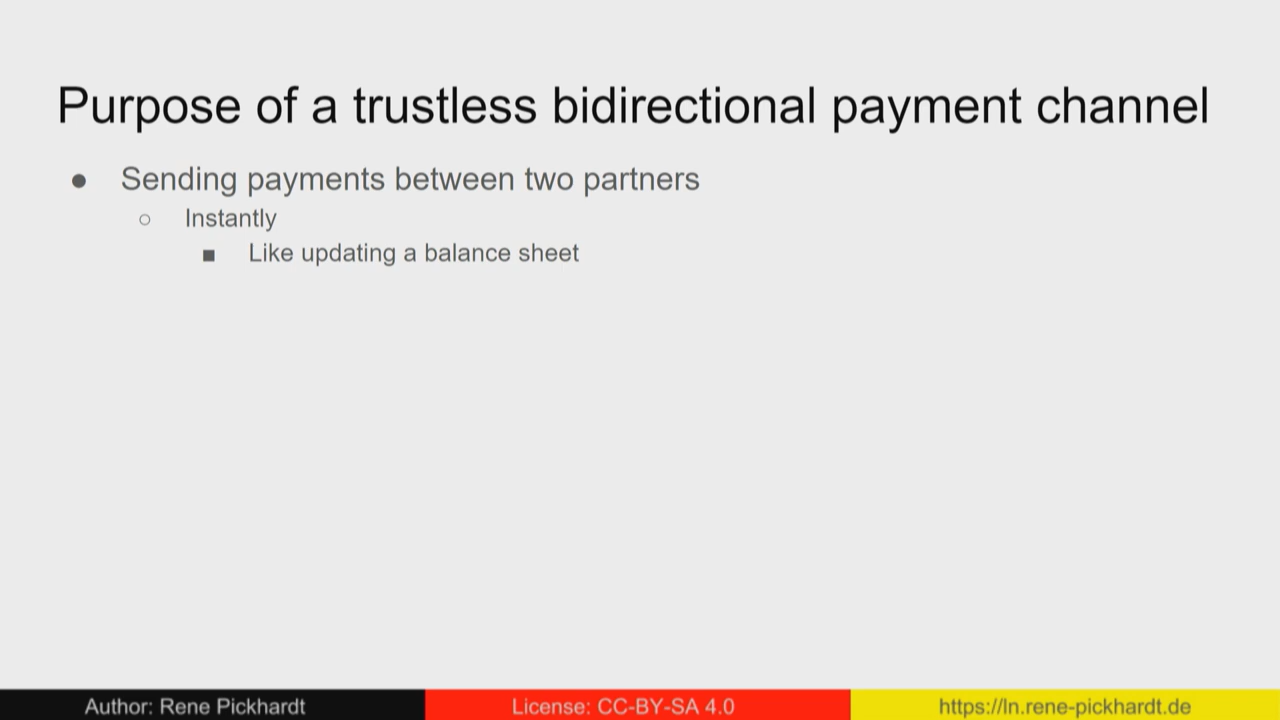 Purpose of a trustless bidirectional payment channel
● Sending payments between two partners
○ Instantly
■ Like updating a balance sheet
Author: Rene Pickhardt
License: CC-BY-SA 4.0
https://ln.rene-pickhardt.de